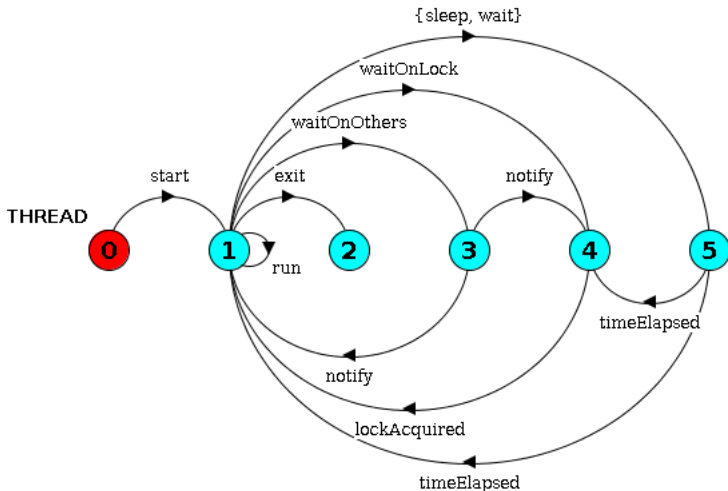 {sleep, wait}
waitOnLock
waitOnOthers
start
exit
notify
THREAD
0
1
2
3
4
5
run
timeElapsed
notify
lockAcquired
timeElapsed